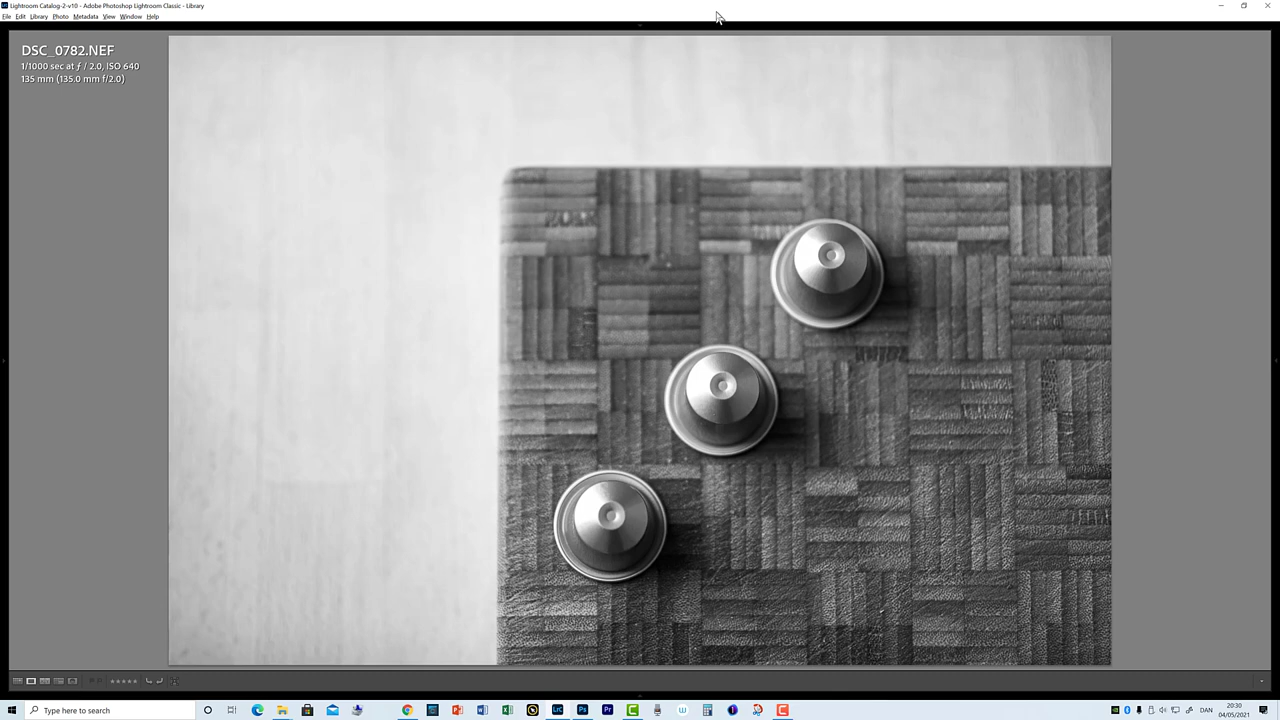 Lightroom Catalog-2-v10 - Adobe Photoshop Lightroom Classic - Library
File Edit Library Photo Metadata View Window Help
DSC_0782.NEF
1/1000 sec at ƒ / 2.0, ISO 640
135 mm (135.0 mm f/2.0)
Type here to search
DAN
20:30
04/05/2021